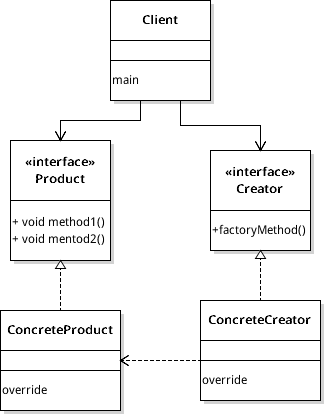 Client
main
«interface»
Product
+ void method1()
+ void mentod2()
«interface»
Creator
+factoryMethod()
ConcreteProduct
override
ConcreteCreator
override